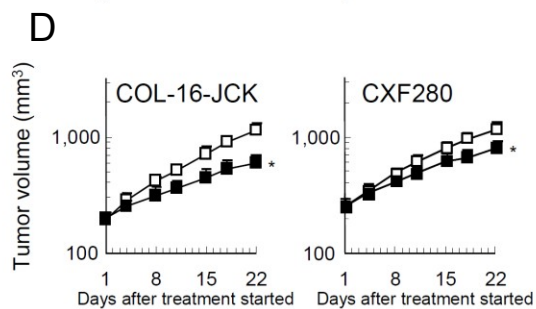 D
COL-16-JCK
CXF280
Tumor volume (mm³)
1,000
100
1,000
100
*
*
1 8 15 22
1 8 15 22
Days after treatment started
Days after treatment started